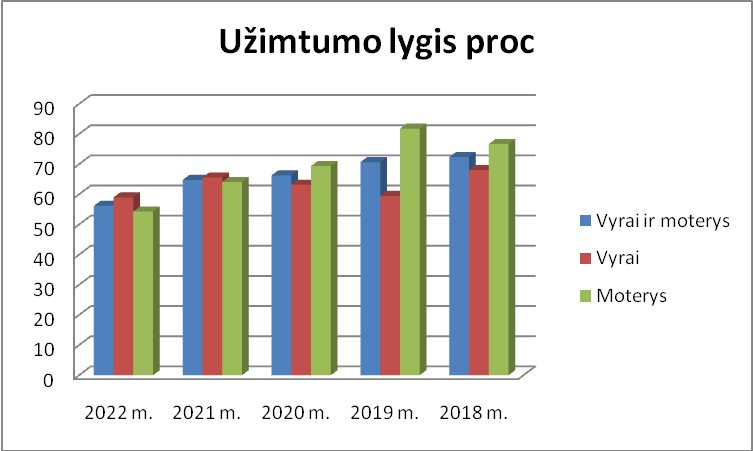 Užimtumo lygis proc
90
80
70
60
50
40
30
20
10
0
2022 m. 2021 m. 2020 m. 2019 m. 2018 m.
Vyrai ir moterys
Vyrai
Moterys